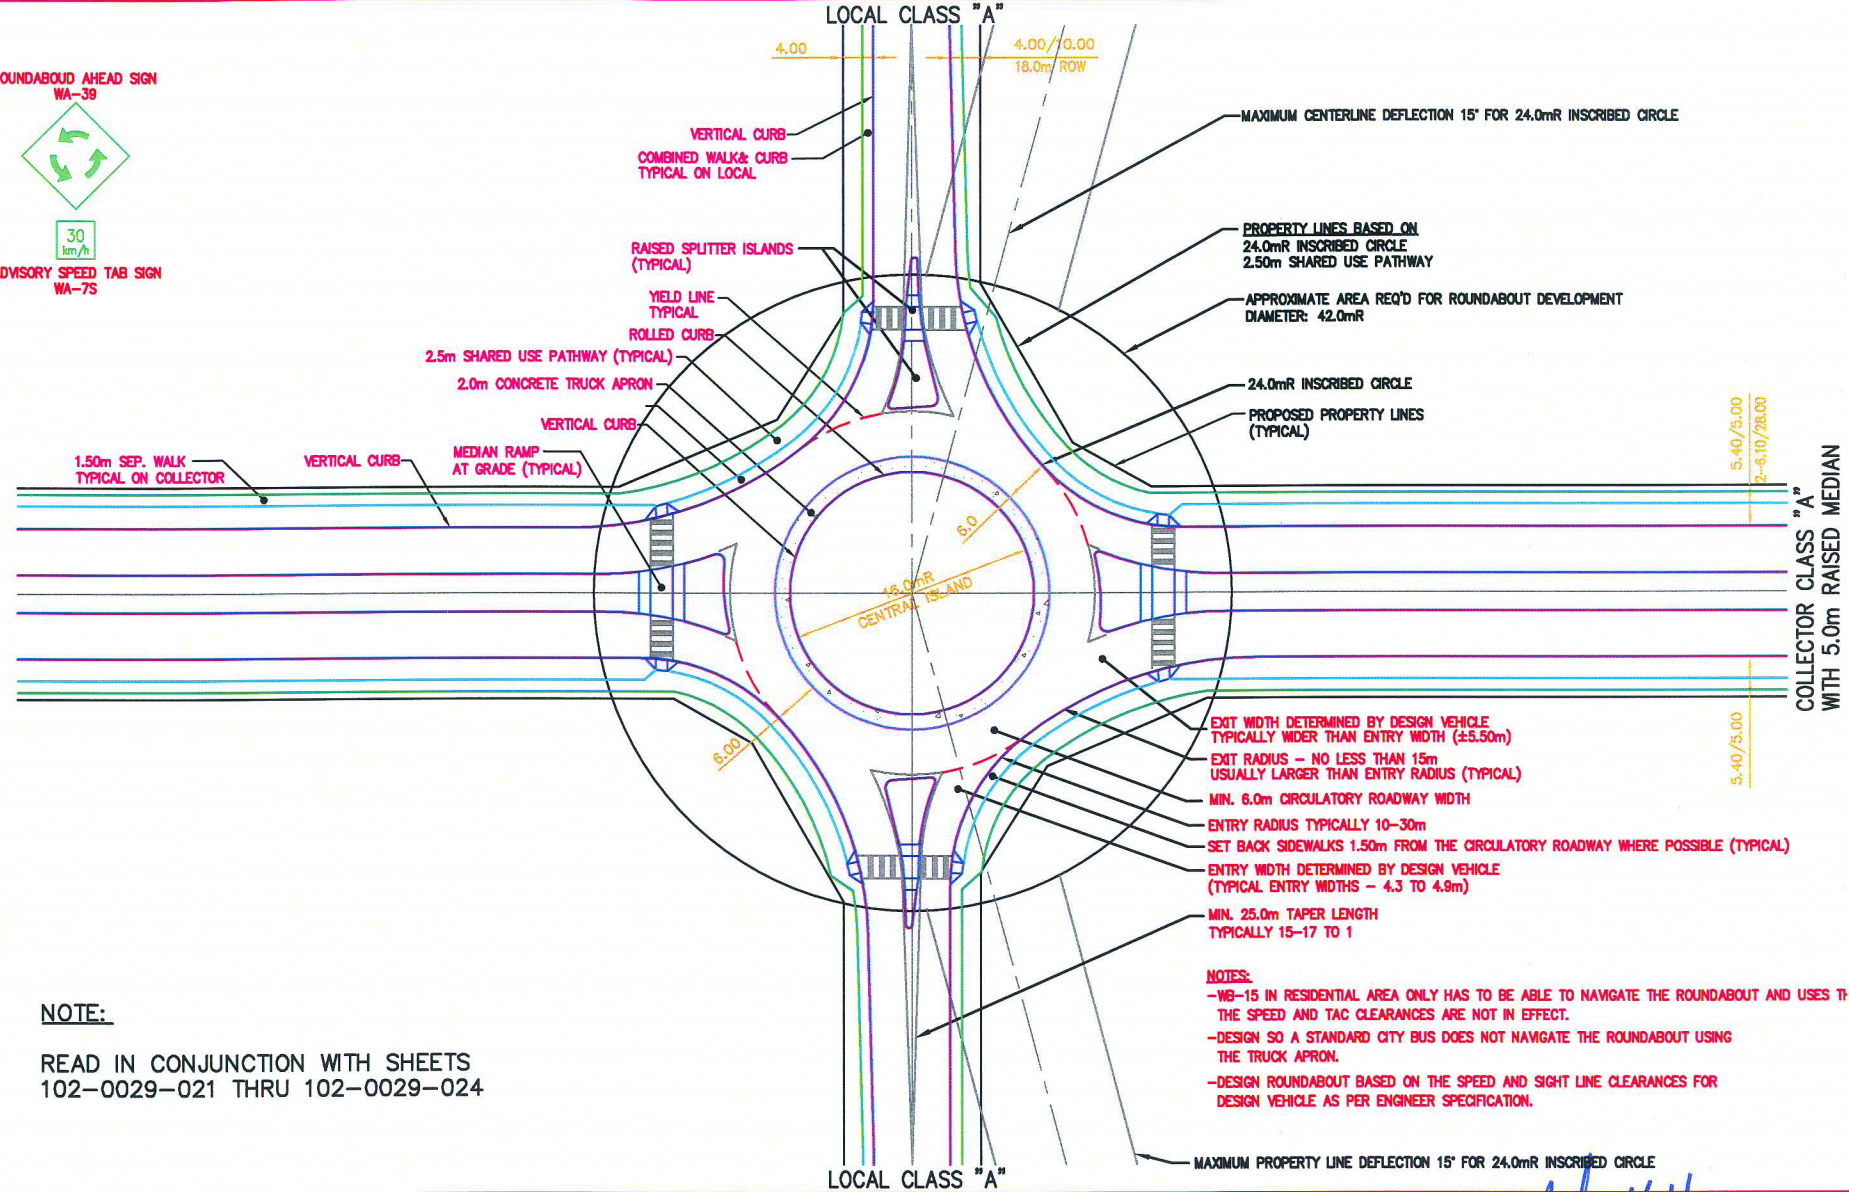 LOCAL CLASS "A"
4.00
4.00/10.00
18.0m ROW
OUNDABOUD AHEAD SIGN
WA-39
30
km/h
DVISORY SPEED TAB SIGN
WA-7S
VERTICAL CURB
COMBINED WALK& CURB
TYPICAL ON LOCAL
RAISED SPLITTER ISLANDS
(TYPICAL)
YIELD LINE
TYPICAL
ROLLED CURB
2.5m SHARED USE PATHWAY (TYPICAL)
2.0m CONCRETE TRUCK APRON
VERTICAL CURB
MEDIAN RAMP
AT GRADE (TYPICAL)
VERTICAL CURB
1.50m SEP. WALK
TYPICAL ON COLLECTOR
MAXIMUM CENTERLINE DEFLECTION 15° FOR 24.0mR INSCRIBED CIRCLE
PROPERTY LINES BASED ON
24.0mR INSCRIBED CIRCLE
2.50m SHARED USE PATHWAY
APPROXIMATE AREA REQ'D FOR ROUNDABOUT DEVELOPMENT
DIAMETER: 42.0mR
24.0mR INSCRIBED CIRCLE
PROPOSED PROPERTY LINES
(TYPICAL)
5.40/5.00
2-6.10/28.00
COLLECTOR CLASS "A"
WITH 5.0m RAISED MEDIAN
5.40/5.00
6.0
16.0mR
CENTRAL ISLAND
6.00
EXIT WIDTH DETERMINED BY DESIGN VEHICLE
TYPICALLY WIDER THAN ENTRY WIDTH (±5.50m)
EXIT RADIUS - NO LESS THAN 15m
USUALLY LARGER THAN ENTRY RADIUS (TYPICAL)
MIN. 6.0m CIRCULATORY ROADWAY WIDTH
ENTRY RADIUS TYPICALLY 10-30m
SET BACK SIDEWALKS 1.50m FROM THE CIRCULATORY ROADWAY WHERE POSSIBLE (TYPICAL)
ENTRY WIDTH DETERMINED BY DESIGN VEHICLE
(TYPICAL ENTRY WIDTHS - 4.3 TO 4.9m)
MIN. 25.0m TAPER LENGTH
TYPICALLY 15-17 TO 1
NOTES:
-WB-15 IN RESIDENTIAL AREA ONLY HAS TO BE ABLE TO NAVIGATE THE ROUNDABOUT AND USES
THE SPEED AND TAC CLEARANCES ARE NOT IN EFFECT.
-DESIGN SO A STANDARD CITY BUS DOES NOT NAVIGATE THE ROUNDABOUT USING
THE TRUCK APRON.
-DESIGN ROUNDABOUT BASED ON THE SPEED AND SIGHT LINE CLEARANCES FOR
DESIGN VEHICLE AS PER ENGINEER SPECIFICATION.
MAXIMUM PROPERTY LINE DEFLECTION 15° FOR 24.0mR INSCRIBED CIRCLE
NOTE:
READ IN CONJUNCTION WITH SHEETS
102-0029-021 THRU 102-0029-024
LOCAL CLASS "A"